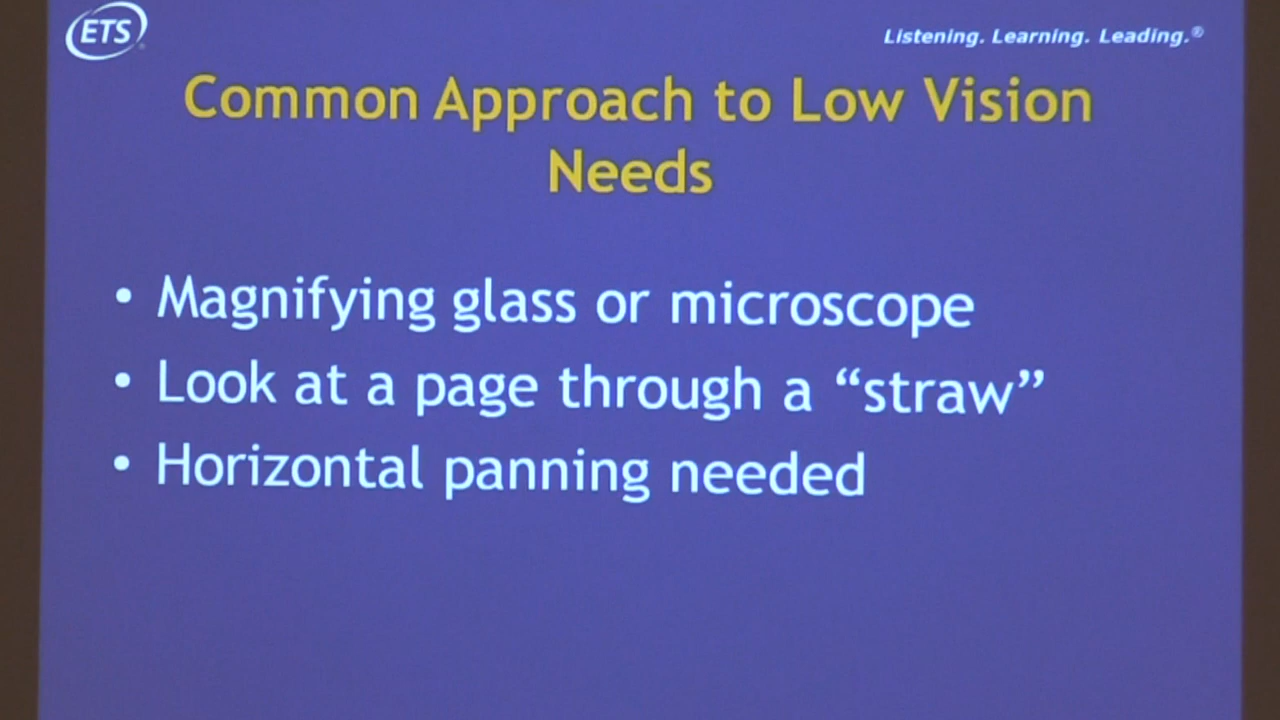 ETS
Listening. Learning. Leading.®
Common Approach to Low Vision
Needs
• Magnifying glass or microscope
• Look at a page through a “straw”
• Horizontal panning needed